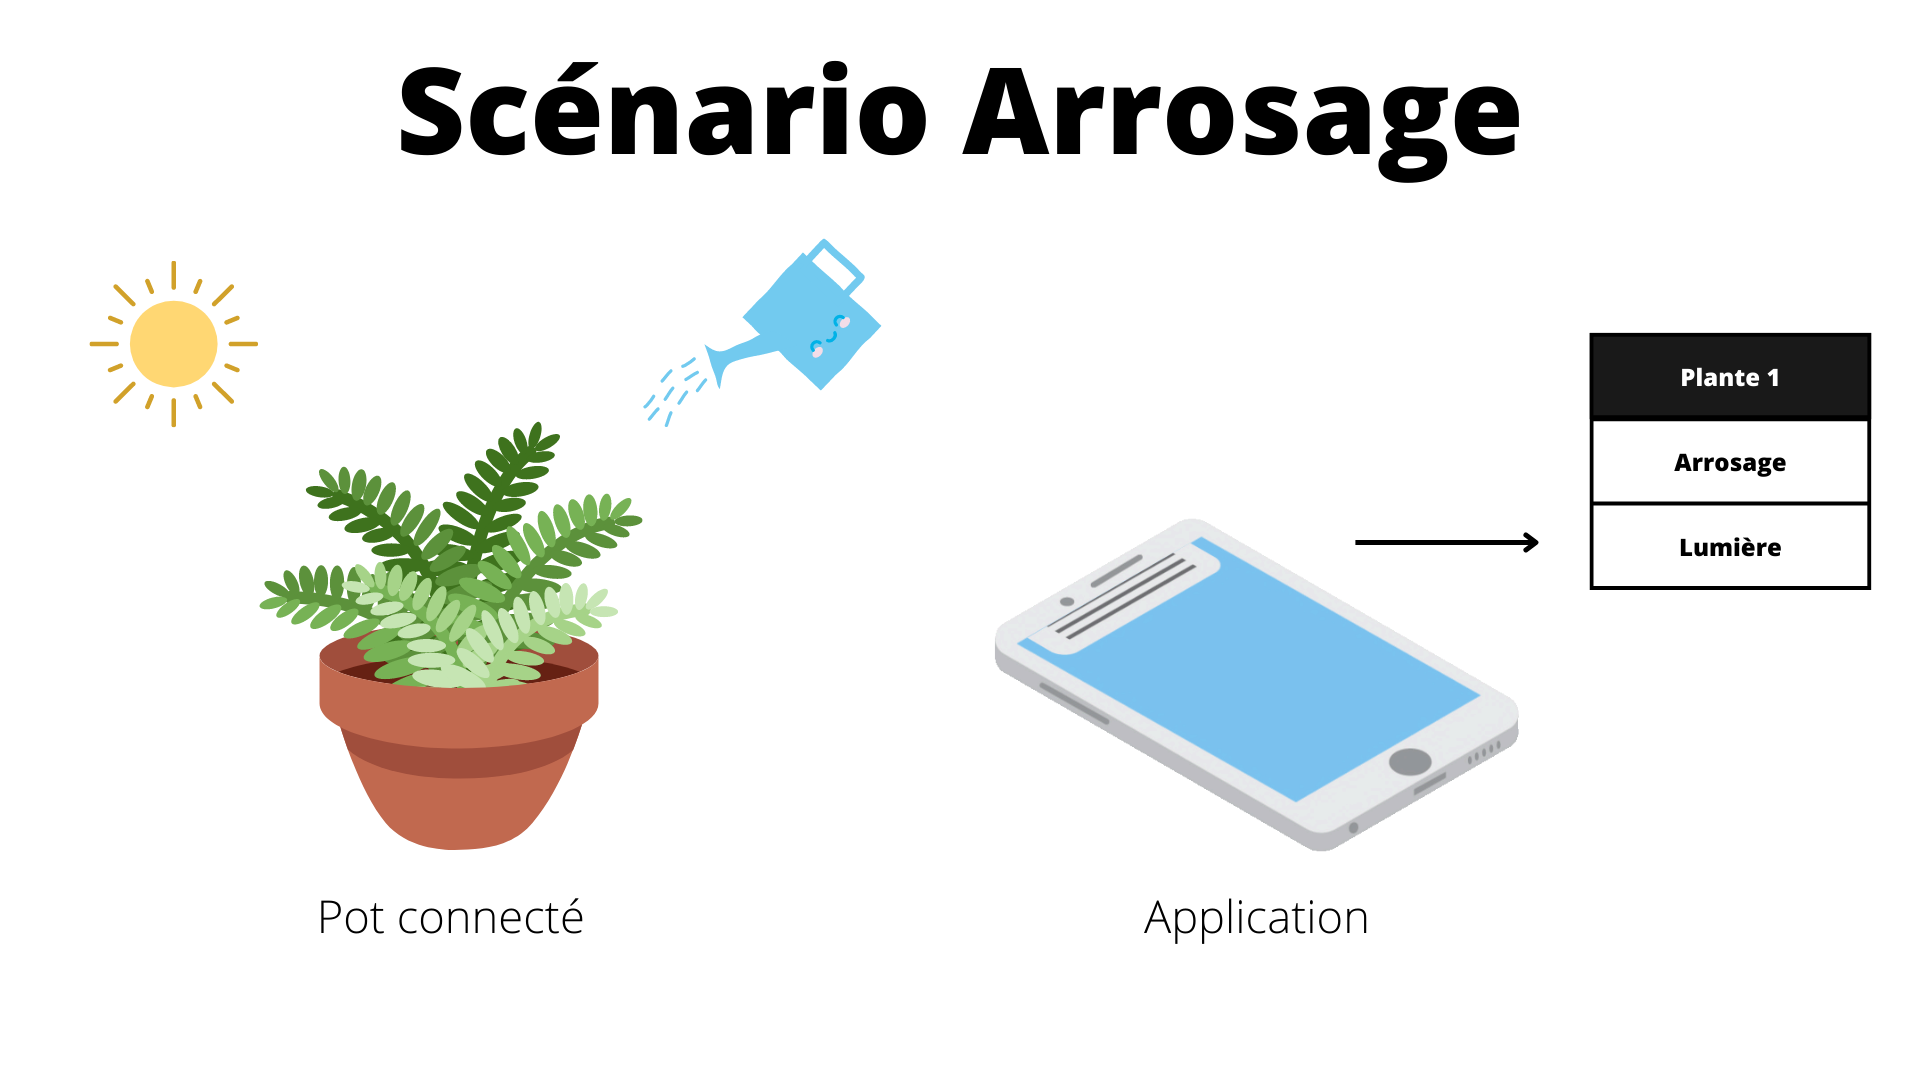 Scénario Arrosage
Plante 1
Arrosage
Lumière
Pot connecté
Application